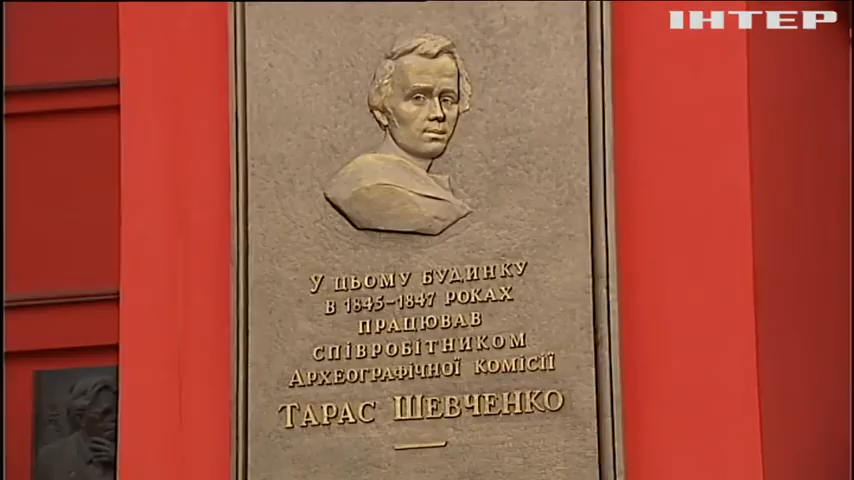 ІНТЕР
У ЦЬОМУ БУДИНКУ
В 1845–1847 РОКАХ
ПРАЦЮВАВ
СПІВРОБІТНИКОМ
АРХЕОГРАФІЧНОЇ КОМІСІЇ
ТАРАС ШЕВЧЕНКО